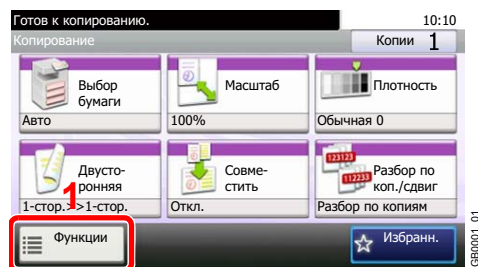 Готов к копированию.
10:10
Копирование
Копии 1
Выбор
бумаги
Авто
Масштаб
100%
Плотность
Обычная 0
Двусто-
ронняя
1-стор.>>1-стор.
Совме-
стить
Откл.
123123
112233
Разбор по
коп./сдвиг
Разбор по копиям
1
Функции
Избранн.
GB0001_01